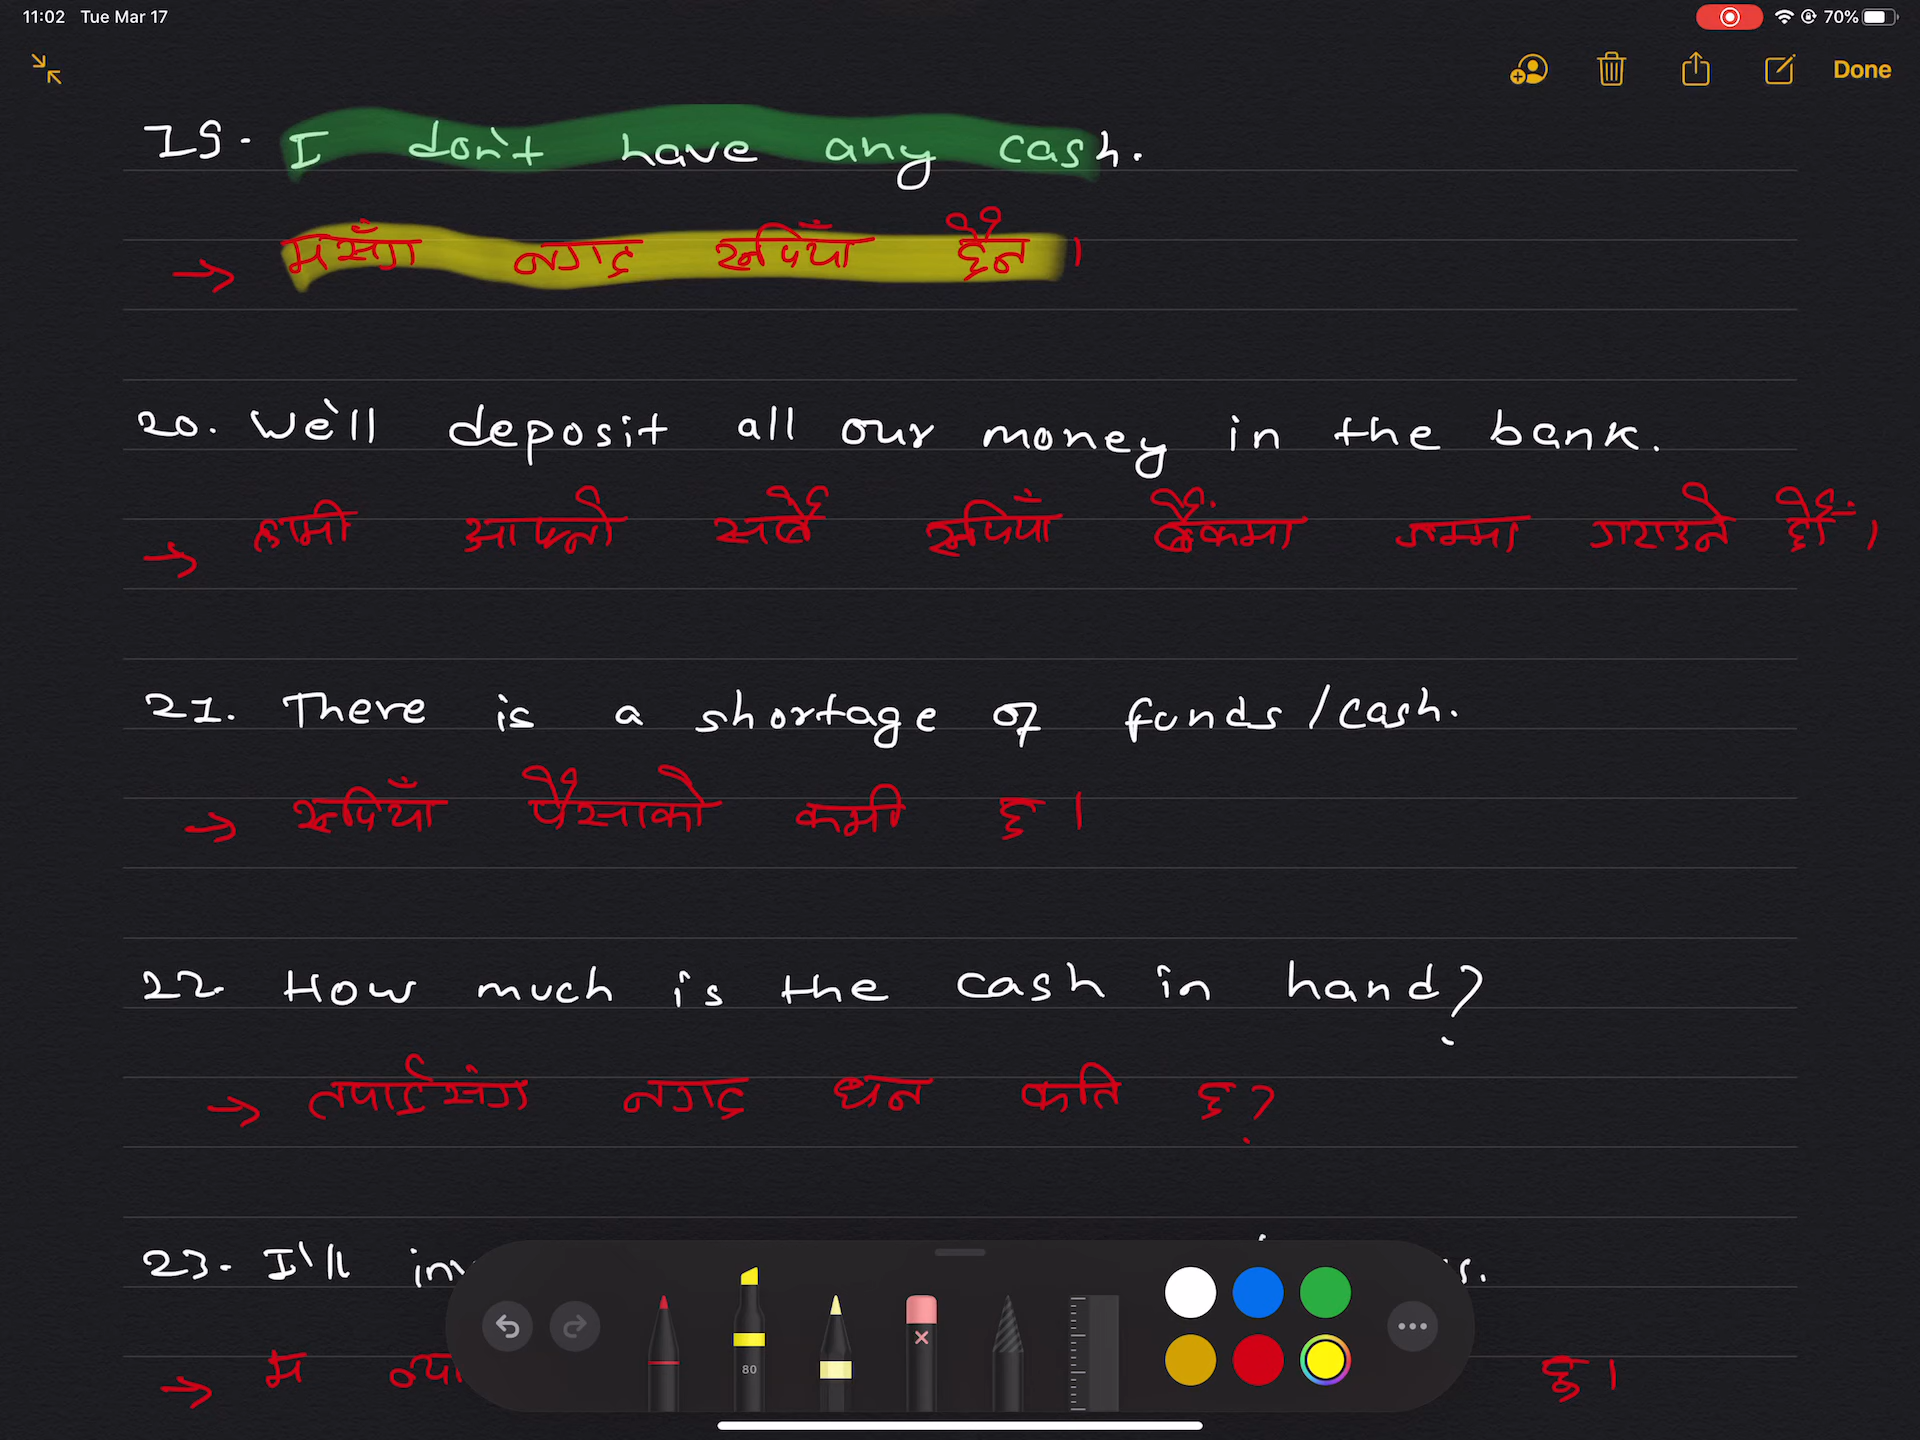 11:02 Tue Mar 17
70%
Done
19. I don't have any cash.
→ मसँग नगद रूपियाँ छैन।
20. We'll deposit all our money in the bank.
→ हामी आफ्नो सबै रूपियाँ बैंकमा जम्मा गराउने छौं।
21. There is a shortage of funds/cash.
→ रूपियाँ पैसाको कमी छ।
22. How much is the cash in hand?
→ तपाईसंग नगद धन कति छ?
23. I'll
→ म छु।
80